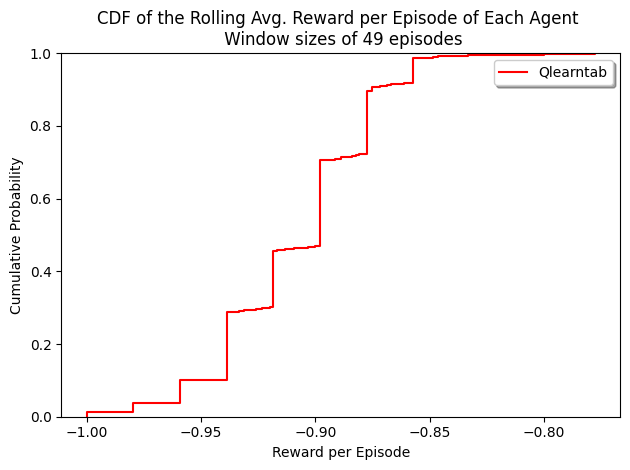 CDF of the Rolling Avg. Reward per Episode of Each Agent
Window sizes of 49 episodes
Qlearntab
Cumulative Probability
1.0
0.8
0.6
0.4
0.2
0.0
−1.00 −0.95 −0.90 −0.85 −0.80
Reward per Episode